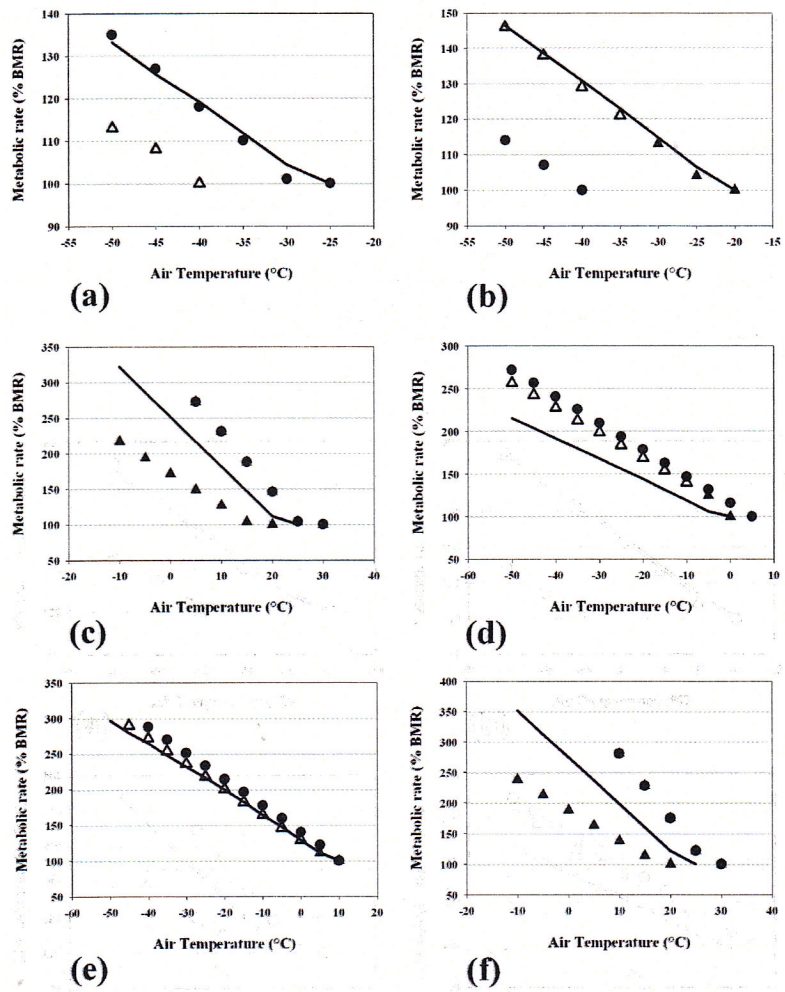 140
130
120
110
100
90
-55 -50 -45 -40 -35 -30 -25 -20
Metabolic rate (% BMR)
Air Temperature (°C)
(a)
150
140
130
120
110
100
90
-55 -50 -45 -40 -35 -30 -25 -20 -15
Metabolic rate (% BMR)
Air Temperature (°C)
(b)
350
300
250
200
150
100
50
-20 -10 0 10 20 30 40
Metabolic rate (% BMR)
Air Temperature (°C)
(c)
300
250
200
150
100
50
-60 -50 -40 -30 -20 -10 0 10
Metabolic rate (% BMR)
Air Temperature (°C)
(d)
350
300
250
200
150
100
50
-60 -50 -40 -30 -20 -10 0 10 20
Metabolic rate (% BMR)
Air Temperature (°C)
(e)
400
350
300
250
200
150
100
50
-20 -10 0 10 20 30 40
Metabolic rate (% BMR)
Air Temperature (°C)
(f)